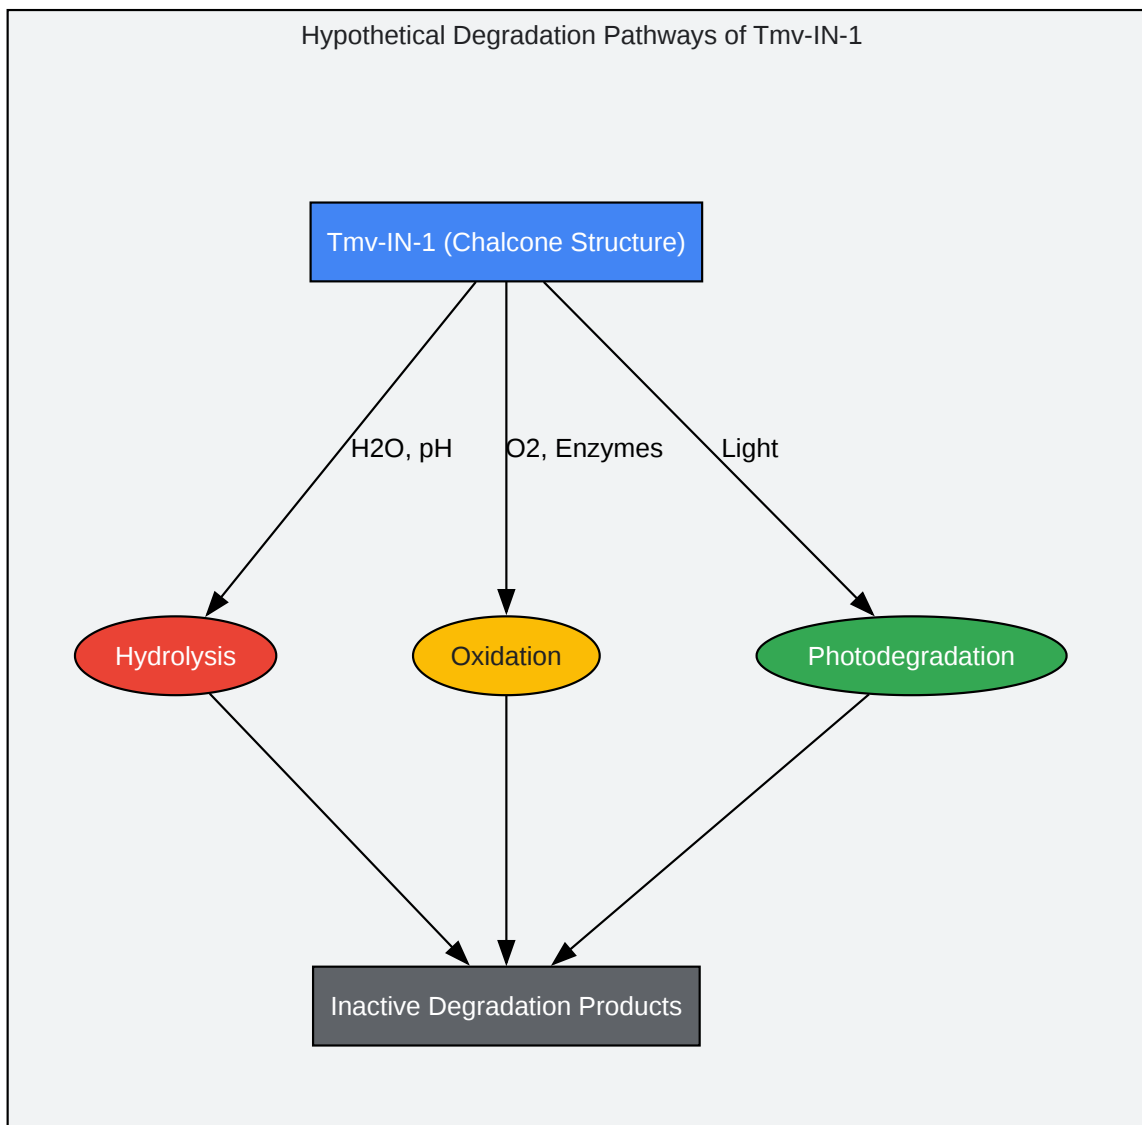 Hypothetical Degradation Pathways of Tmv-IN-1
Tmv-IN-1 (Chalcone Structure)
H2O, pH
O2, Enzymes
Light
Hydrolysis
Oxidation
Photodegradation
Inactive Degradation Products